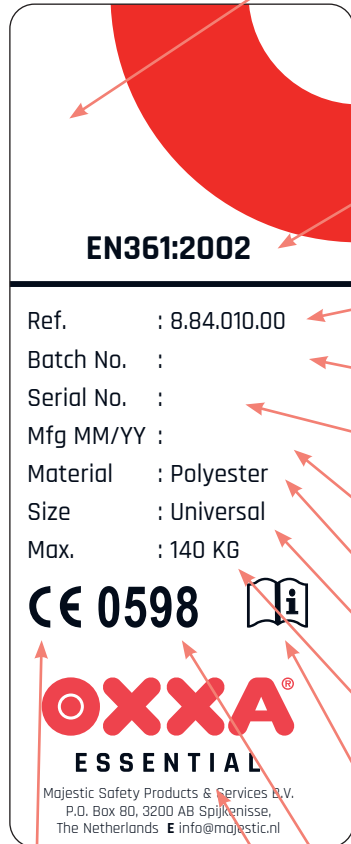 EN361:2002
Ref. : 8.84.010.00
Batch No. :
Serial No. :
Mfg MM/YY :
Material : Polyester
Size : Universal
Max. : 140 KG
CE 0598 i
OXXA®
ESSENTIAL
Majestic Safety Products & Services B.V.
P.O. Box 80, 3200 AB Spijkenisse,
The Netherlands E info@majestic.nl